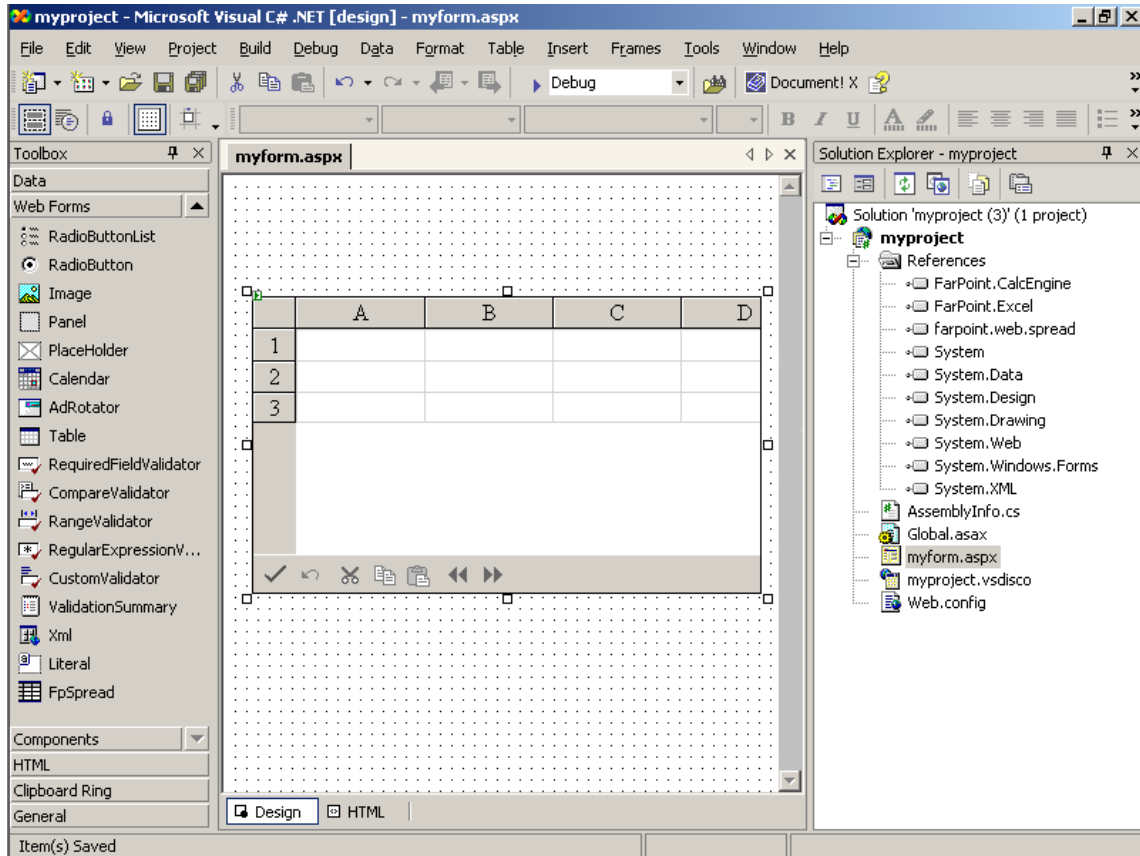 myproject - Microsoft Visual C# .NET [design] - myform.aspx
File Edit View Project Build Debug Data Format Table Insert Frames Tools Window Help
Debug
Document! X
B I U A
Toolbox
Data
Web Forms
RadioButtonList
RadioButton
Image
Panel
PlaceHolder
Calendar
AdRotator
Table
RequiredFieldValidator
CompareValidator
RangeValidator
RegularExpressionV...
CustomValidator
ValidationSummary
Xml
Literal
FpSpread
Components
HTML
Clipboard Ring
General
myform.aspx
A B C D
1
2
3
Design HTML
Solution Explorer - myproject
Solution 'myproject (3)' (1 project)
myproject
References
FarPoint.CalcEngine
FarPoint.Excel
farpoint.web.spread
System
System.Data
System.Design
System.Drawing
System.Web
System.Windows.Forms
System.XML
AssemblyInfo.cs
Global.asax
myform.aspx
myproject.vsdisco
Web.config
Item(s) Saved